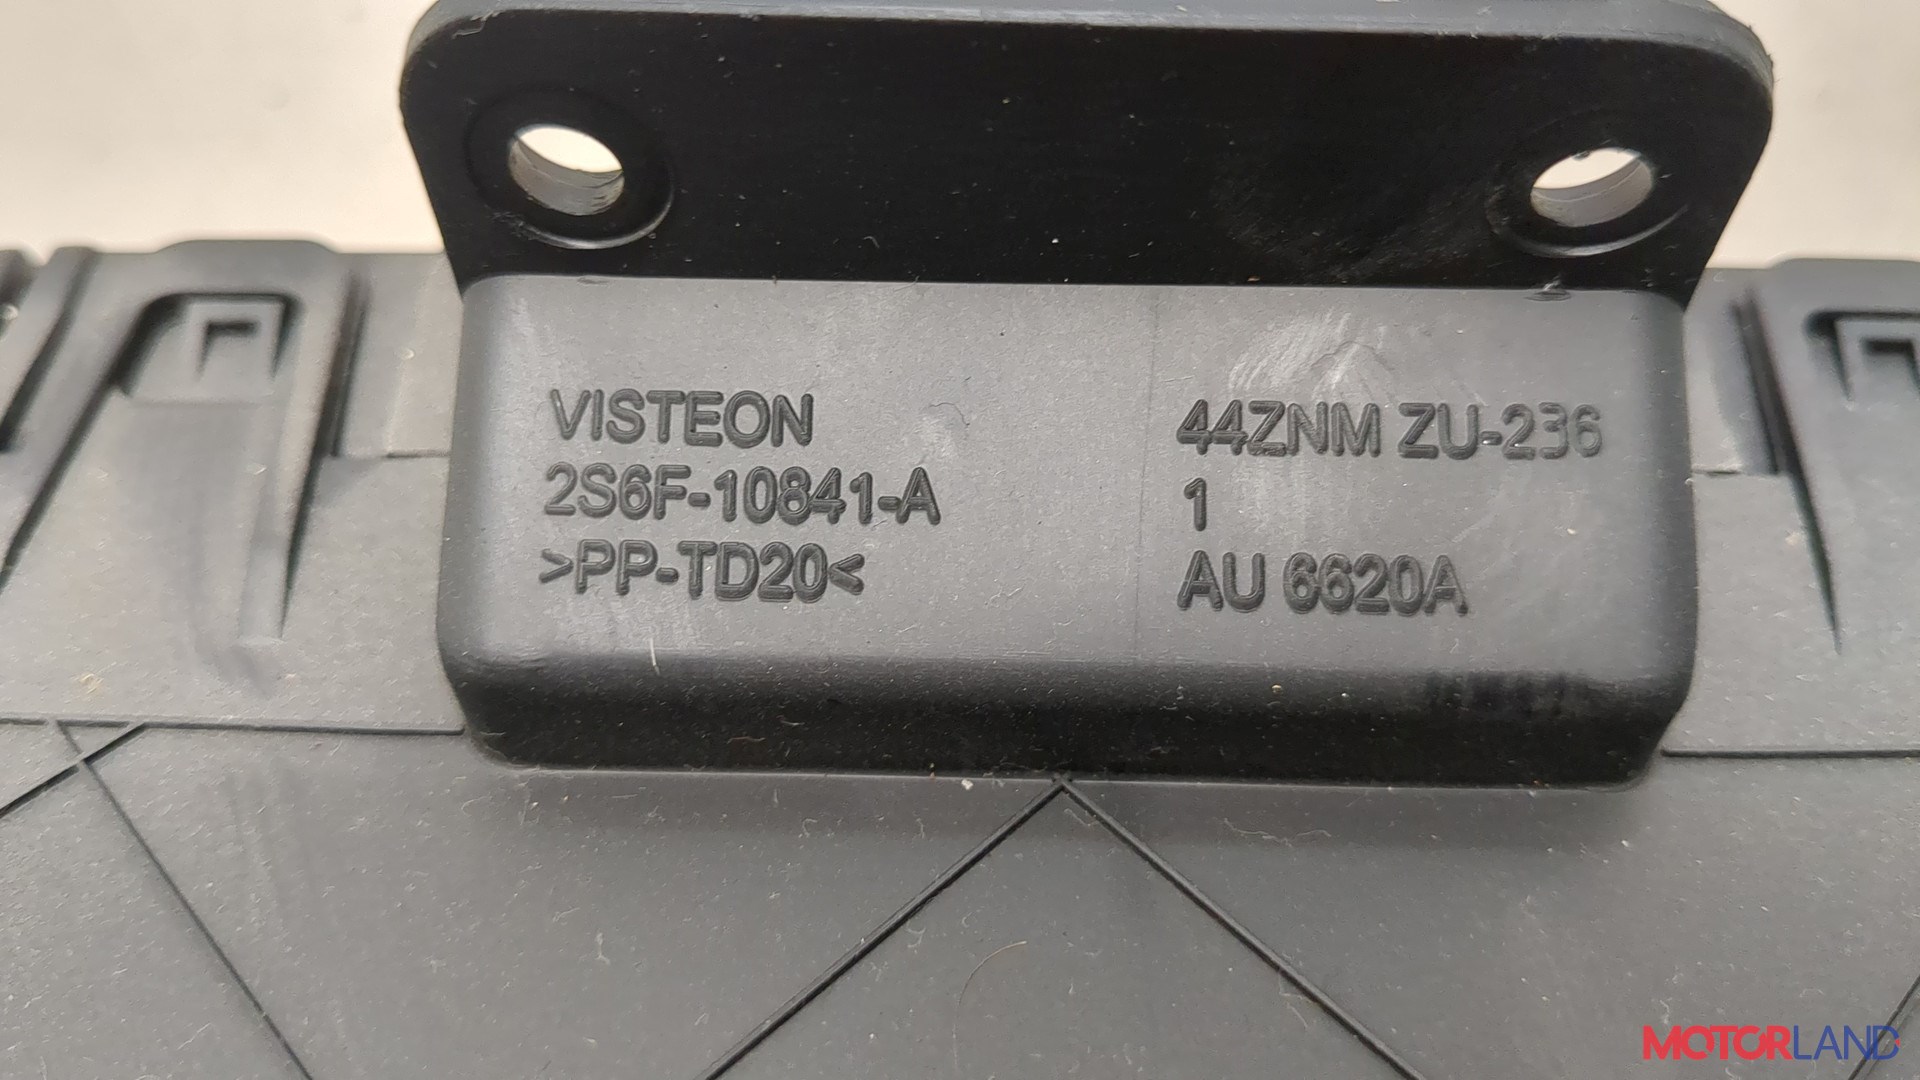 VISTEON
2S6F-10841-A
>PP-TD20<
44ZNM ZU-236
1
AU 6620A
MOTORLAND